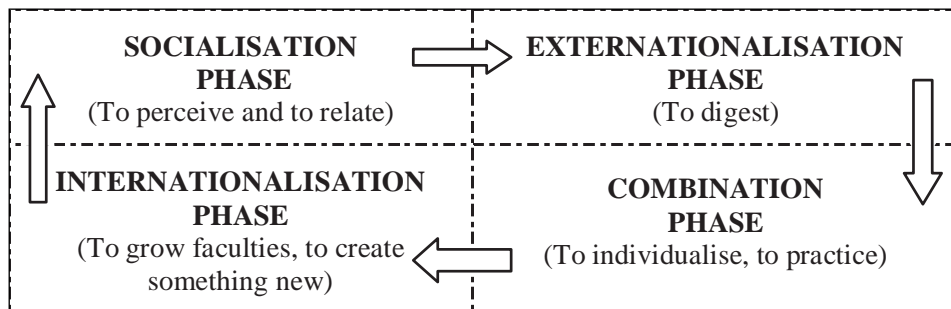 SOCIALISATION
PHASE
(To perceive and to relate)
EXTERNATIONALISATION
PHASE
(To digest)
INTERNATIONALISATION
PHASE
(To grow faculties, to create
something new)
COMBINATION
PHASE
(To individualise, to practice)